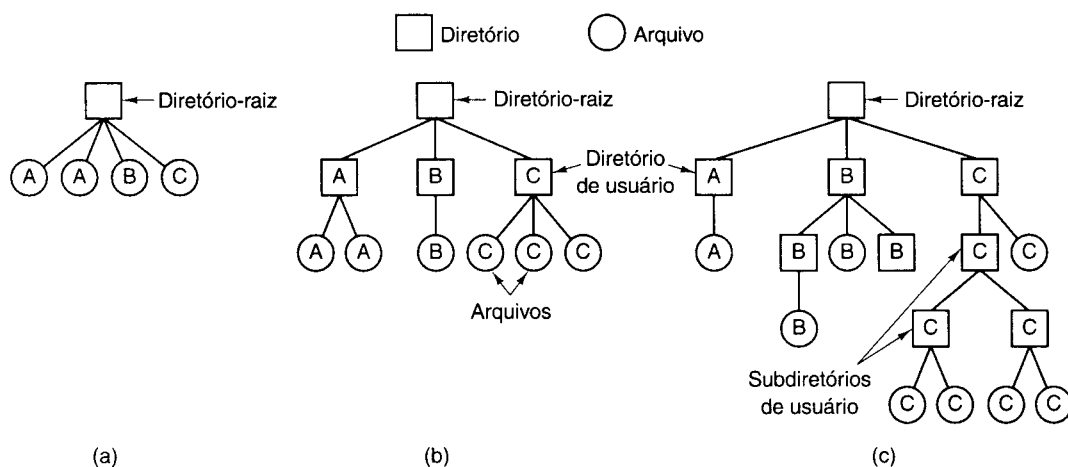 Diretório
Arquivo
Diretório-raiz
Diretório-raiz
Diretório-raiz
A A B C
A B C
Diretório
de usuário
A B C
A A B C C C
Arquivos
A B B B C C
B C C
Subdiretórios
de usuário
C C C C
(a)
(b)
(c)